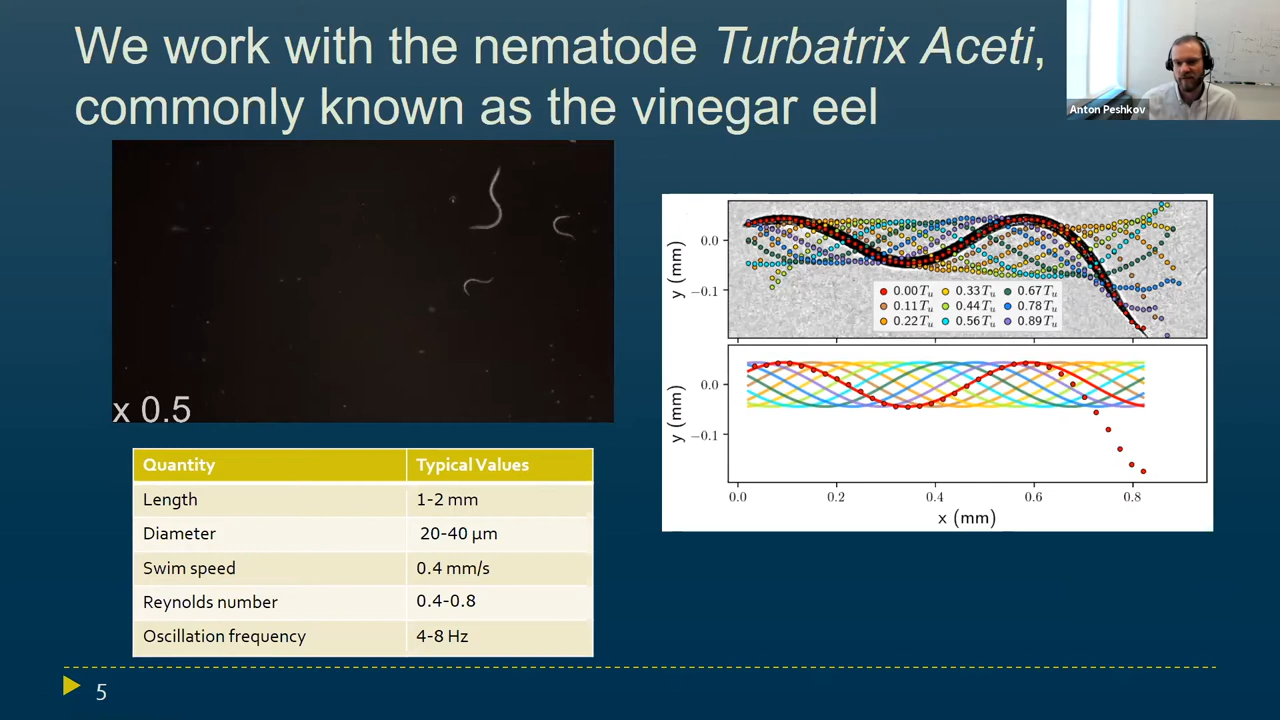 We work with the nematode Turbatrix Aceti,
commonly known as the vinegar eel
Anton Peshkov
x 0.5
Quantity Typical Values
Length 1-2 mm
Diameter 20-40 µm
Swim speed 0.4 mm/s
Reynolds number 0.4-0.8
Oscillation frequency 4-8 Hz
y (mm)
0.0
−0.1
0.00 Tu 0.33 Tu 0.67 Tu
0.11 Tu 0.44 Tu 0.78 Tu
0.22 Tu 0.56 Tu 0.89 Tu
y (mm)
0.0
−0.1
0.0 0.2 0.4 0.6 0.8
x (mm)
5